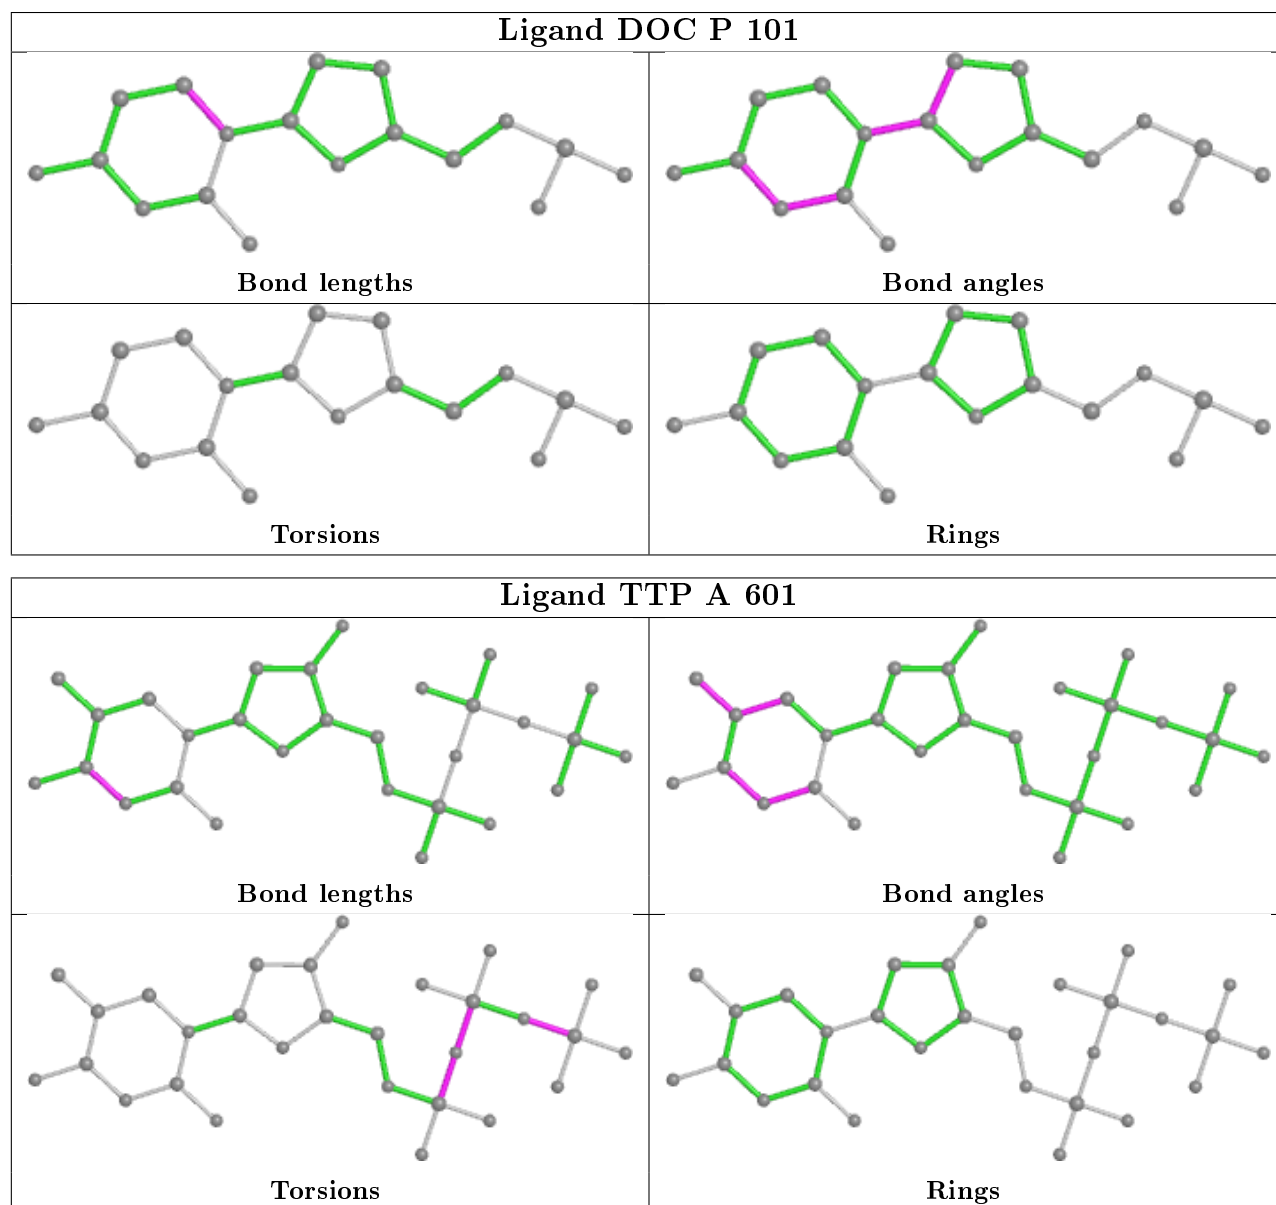 Ligand DOC P 101
Bond lengths
Bond angles
Torsions
Rings
Ligand TTP A 601
Bond lengths
Bond angles
Torsions
Rings